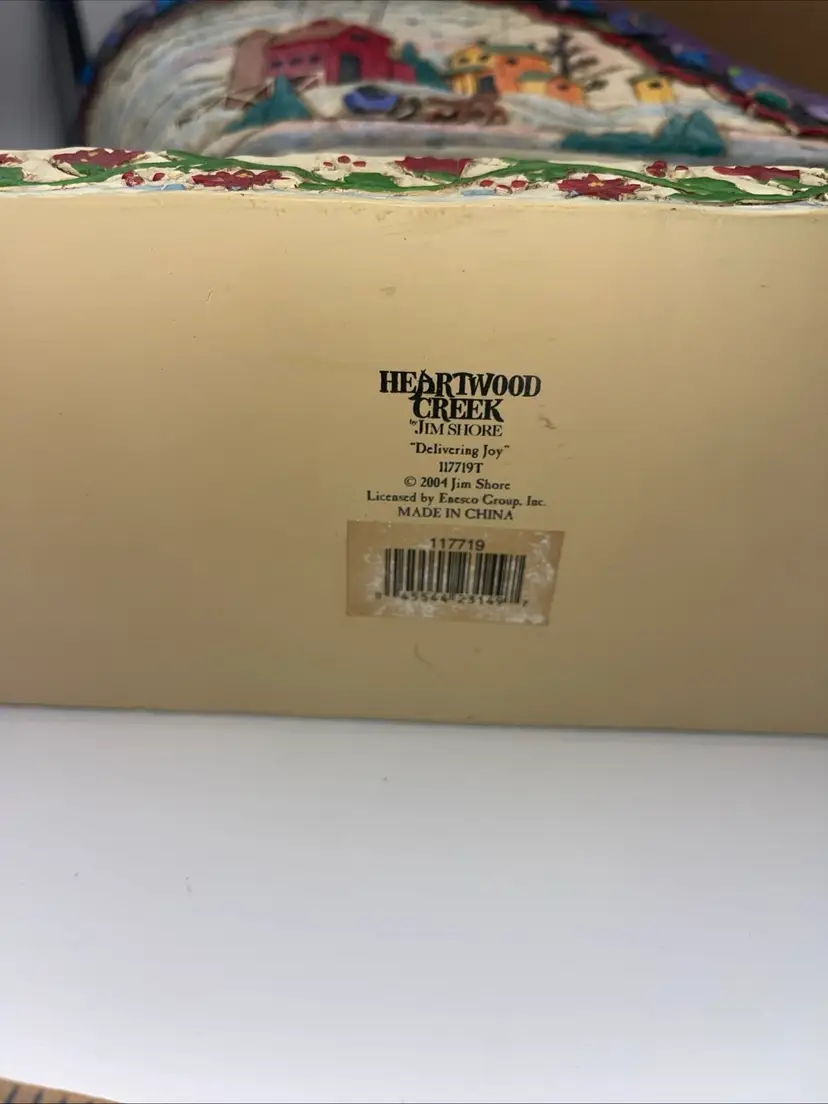 HEARTWOOD
CREEK
by JIM SHORE
"Delivering Joy"
117719T
© 2004 Jim Shore
Licensed by Enesco Group, Inc.
MADE IN CHINA
117719